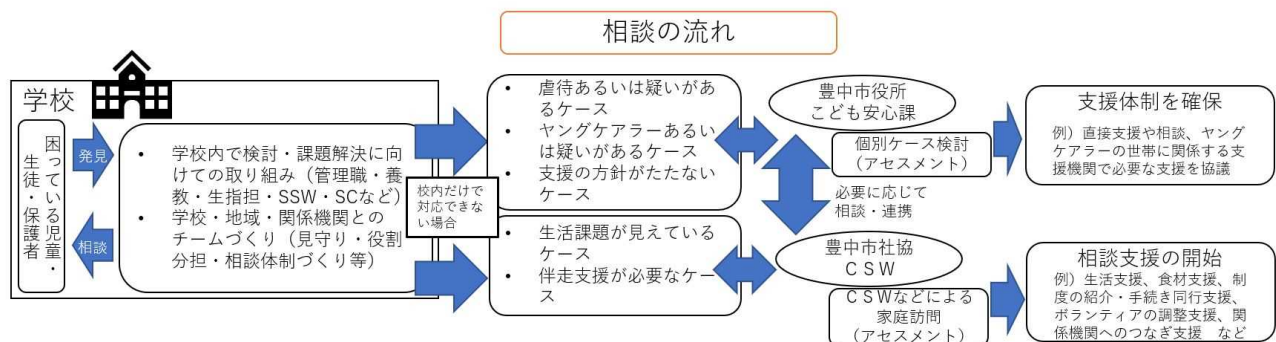 相談の流れ
学校
困っている児童・
生徒・保護者
発見
相談
• 学校内で検討・課題解決に向
けての取り組み（管理職・養
教・生指担・SSW・SCなど）
• 学校・地域・関係機関との
チームづくり（見守り・役割
分担・相談体制づくり等）
校内だけで
対応できな
い場合
• 虐待あるいは疑いがあ
るケース
• ヤングケアラーあるい
は疑いがあるケース
• 支援の方針がたたない
ケース
• 生活課題が見えている
ケース
• 伴走支援が必要なケー
ス
豊中市役所
こども安心課
個別ケース検討
（アセスメント）
必要に応じて
相談・連携
豊中市社協
ＣＳＷ
ＣＳＷなどによる
家庭訪問
（アセスメント）
支援体制を確保
例）直接支援や相談、ヤング
ケアラーの世帯に関係する支
援機関で必要な支援を協議
相談支援の開始
例）生活支援、食材支援、制
度の紹介・手続き同行支援、
ボランティアの調整支援、関
係機関へのつなぎ支援　など